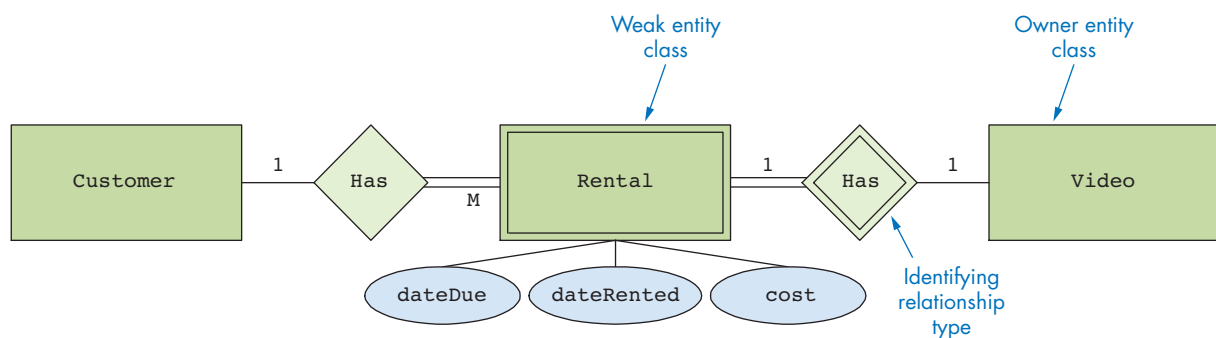 Weak entity
class
Owner entity
class
Customer
1
Has
M
Rental
1
Has
1
Video
dateDue
dateRented
cost
Identifying
relationship
type